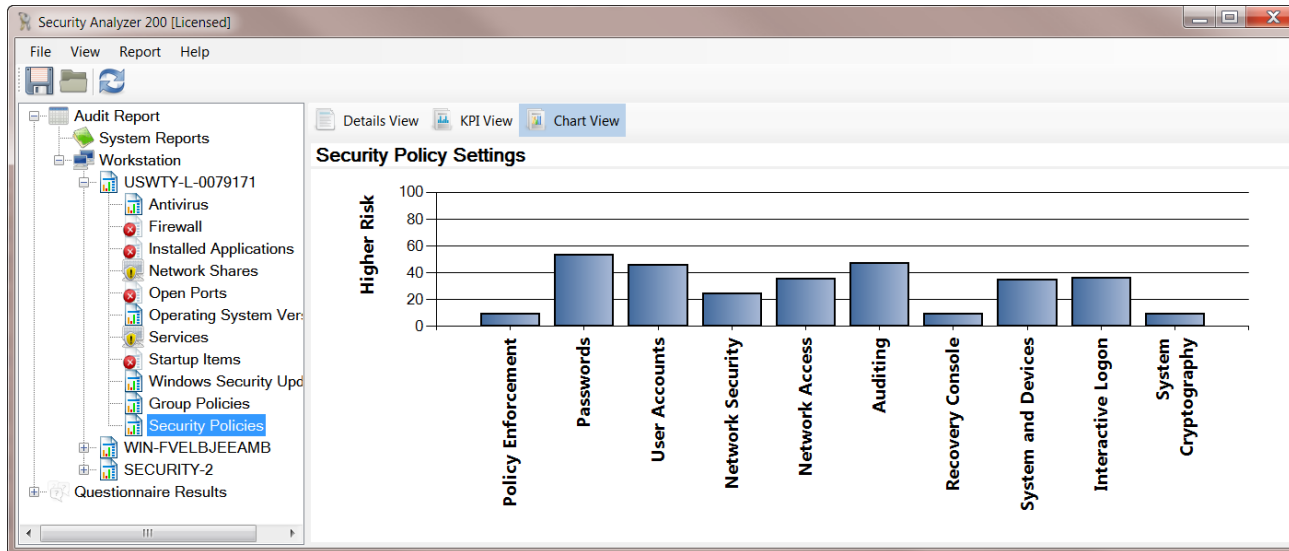 Security Analyzer 200 [Licensed]
File View Report Help
Audit Report
System Reports
Workstation
USWTY-L-0079171
Antivirus
Firewall
Installed Applications
Network Shares
Open Ports
Operating System Ver
Services
Startup Items
Windows Security Upd
Group Policies
Security Policies
WIN-FVELBJEEAMB
SECURITY-2
Questionnaire Results
Details View KPI View Chart View
Security Policy Settings
Higher Risk
100
80
60
40
20
0
Policy Enforcement
Passwords
User Accounts
Network Security
Network Access
Auditing
Recovery Console
System and Devices
Interactive Logon
System
Cryptography